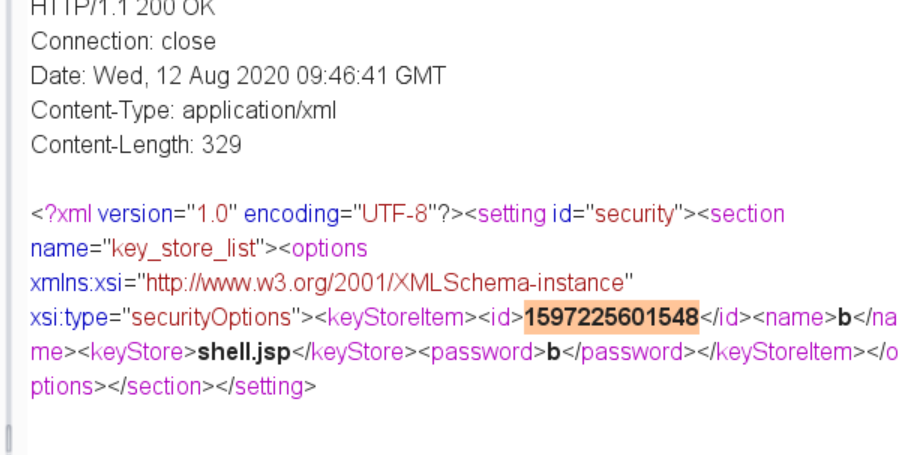 HTTP/1.1 200 OK
Connection: close
Date: Wed, 12 Aug 2020 09:46:41 GMT
Content-Type: application/xml
Content-Length: 329
<?xml version="1.0" encoding="UTF-8"?><setting id="security"><section
name="key_store_list"><options
xmlns:xsi="http://www.w3.org/2001/XMLSchema-instance"
xsi:type="securityOptions"><keyStoreItem><id>1597225601548</id><name>b</na
me><keyStore>shell.jsp</keyStore><password>b</password></keyStoreItem></o
ptions></section></setting>